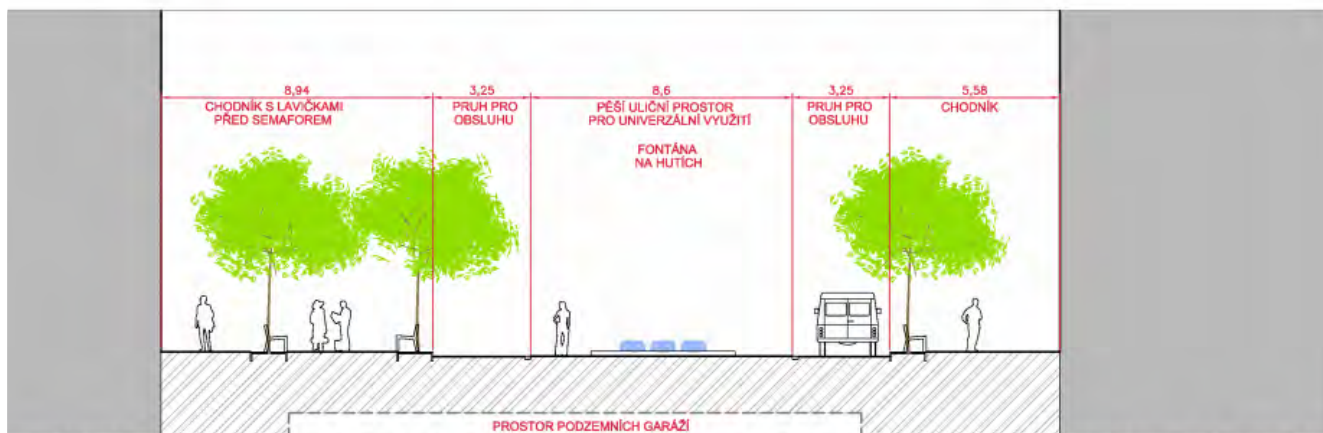 8,94
CHODNÍK S LAVIČKAMI
PŘED SEMAFOREM
3,25
PRUH PRO
OBSLUHU
8,6
PĚŠÍ ULIČNÍ PROSTOR
PRO UNIVERZÁLNÍ VYUŽITÍ
FONTÁNA
NA HUTÍCH
3,25
PRUH PRO
OBSLUHU
5,58
CHODNÍK
PROSTOR PODZEMNÍCH GARÁŽÍ